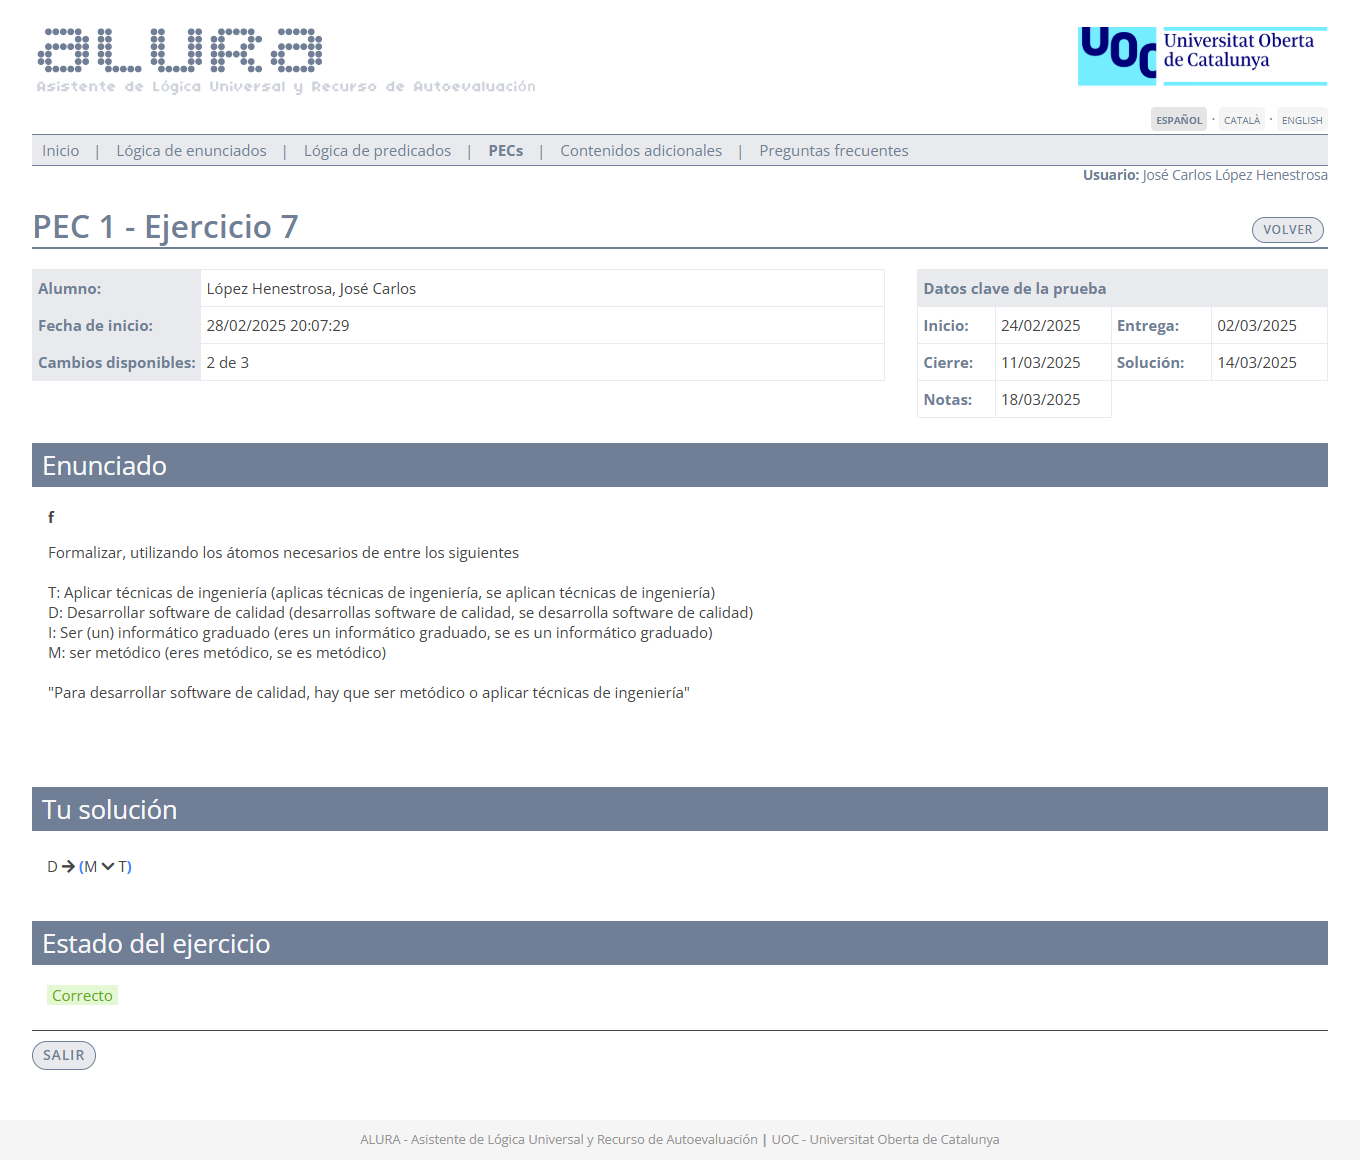 ALURA
Asistente de Lógica Universal y Recurso de Autoevaluación
UOC Universitat Oberta
de Catalunya
ESPAÑOL · CATALÀ · ENGLISH
Inicio | Lógica de enunciados | Lógica de predicados | PECs | Contenidos adicionales | Preguntas frecuentes
Usuario: José Carlos López Henestrosa
PEC 1 - Ejercicio 7
VOLVER
Alumno: López Henestrosa, José Carlos
Fecha de inicio: 28/02/2025 20:07:29
Cambios disponibles: 2 de 3
Datos clave de la prueba
Inicio: 24/02/2025 Entrega: 02/03/2025
Cierre: 11/03/2025 Solución: 14/03/2025
Notas: 18/03/2025
Enunciado
f
Formalizar, utilizando los átomos necesarios de entre los siguientes
T: Aplicar técnicas de ingeniería (aplicas técnicas de ingeniería, se aplican técnicas de ingeniería)
D: Desarrollar software de calidad (desarrollas software de calidad, se desarrolla software de calidad)
I: Ser (un) informático graduado (eres un informático graduado, se es un informático graduado)
M: ser metódico (eres metódico, se es metódico)
"Para desarrollar software de calidad, hay que ser metódico o aplicar técnicas de ingeniería"
Tu solución
D → (M ∨ T)
Estado del ejercicio
Correcto
SALIR
ALURA - Asistente de Lógica Universal y Recurso de Autoevaluación | UOC - Universitat Oberta de Catalunya